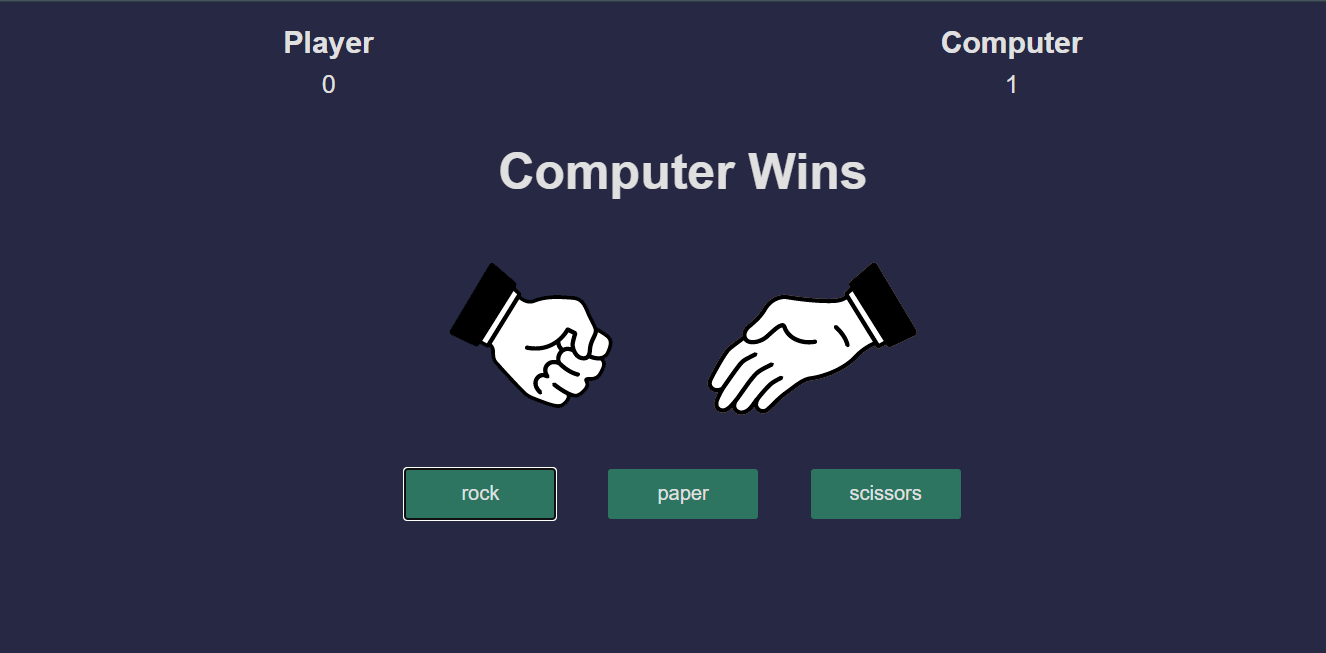 Player
Computer
0
1
Computer Wins
rock
paper
scissors